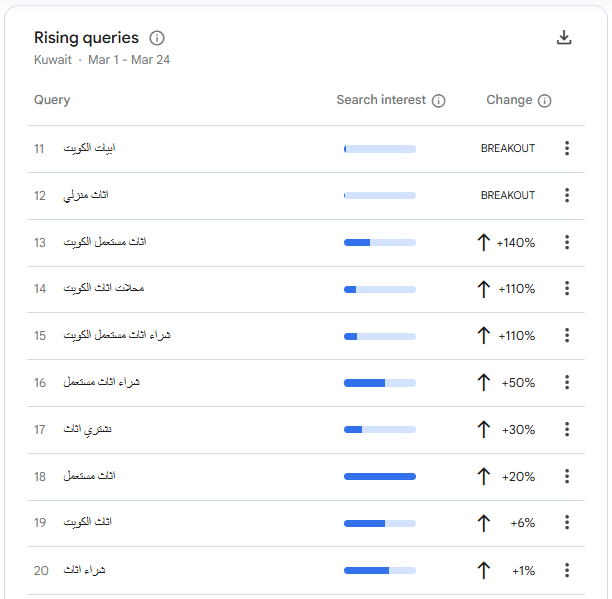 Rising queries
Kuwait · Mar 1 - Mar 24
Query Search interest Change
11 ابيات الكويت BREAKOUT
12 اثاث منزلي BREAKOUT
13 اثاث مستعمل الكويت +140%
14 محلات اثاث الكويت +110%
15 شراء اثاث مستعمل الكويت +110%
16 شراء اثاث مستعمل +50%
17 نشتري اثاث +30%
18 اثاث مستعمل +20%
19 اثاث الكويت +6%
20 شراء اثاث +1%